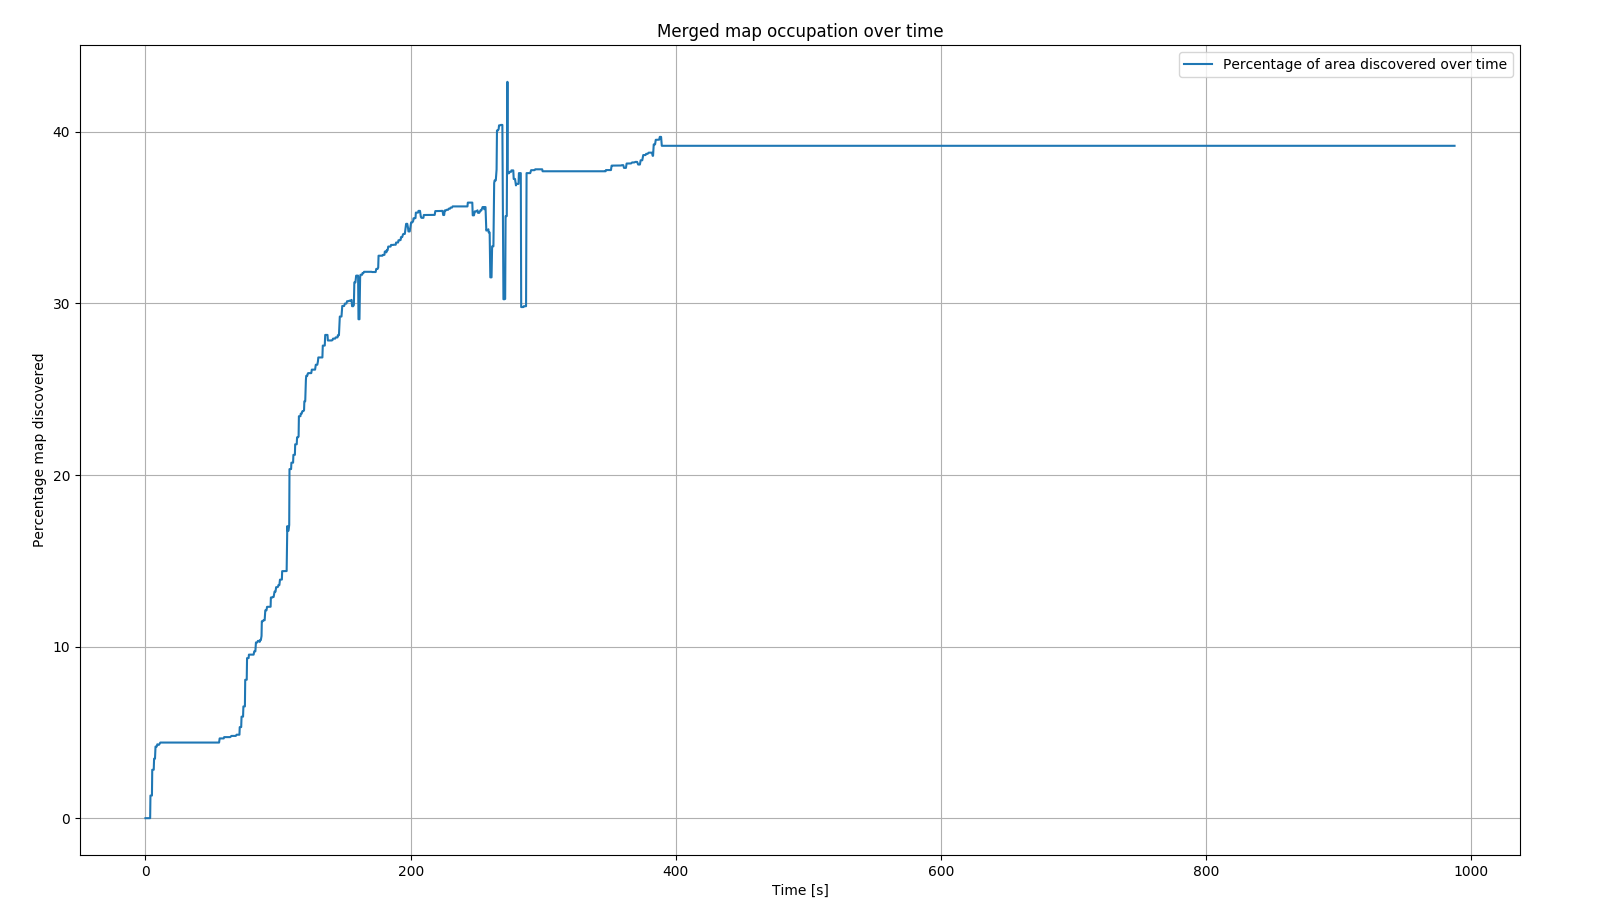 Merged map occupation over time
Percentage of area discovered over time
40
30
20
10
0
Percentage map discovered
0 200 400 600 800 1000
Time [s]